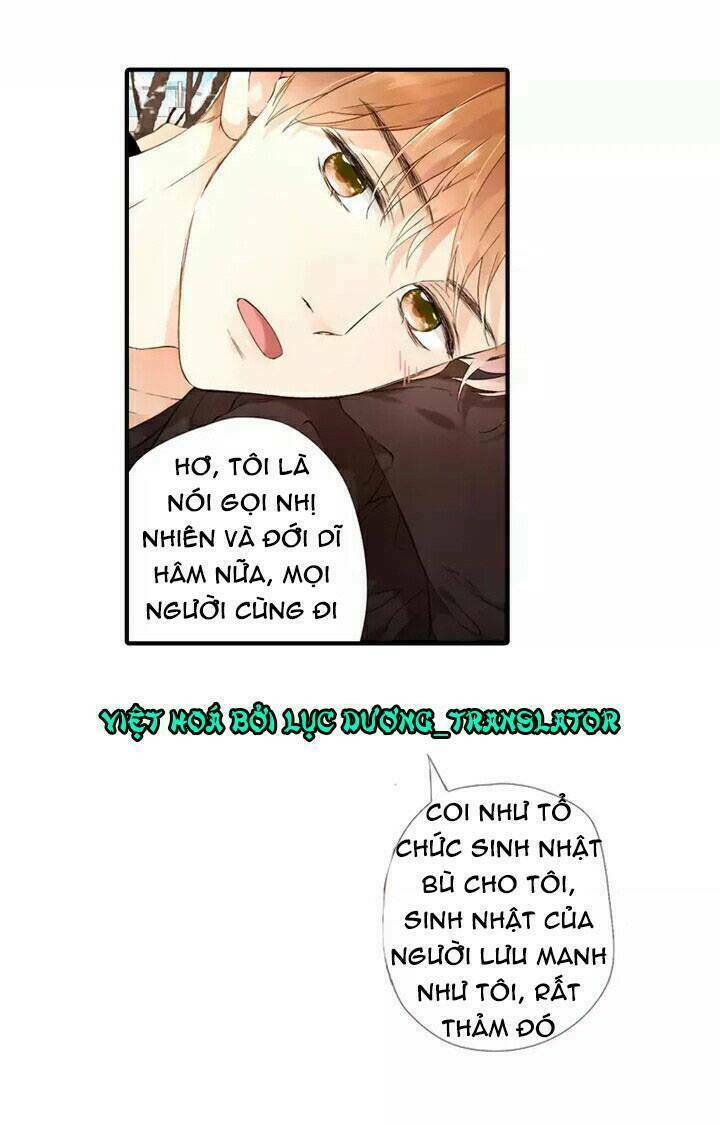 HƠ, TÔI LÀ
NÓI GỌI NHỊ
NHIÊN VÀ ĐỚI DĨ
HÂM NỮA, MỌI
NGƯỜI CÙNG ĐI
VIỆT HOÁ BỞI LỤC DƯƠNG_TRANSLATOR
COI NHƯ TỔ
CHỨC SINH NHẬT
BÙ CHO TÔI,
SINH NHẬT CỦA
NGƯỜI LƯU MANH
NHƯ TÔI, RẤT
THẢM ĐÓ